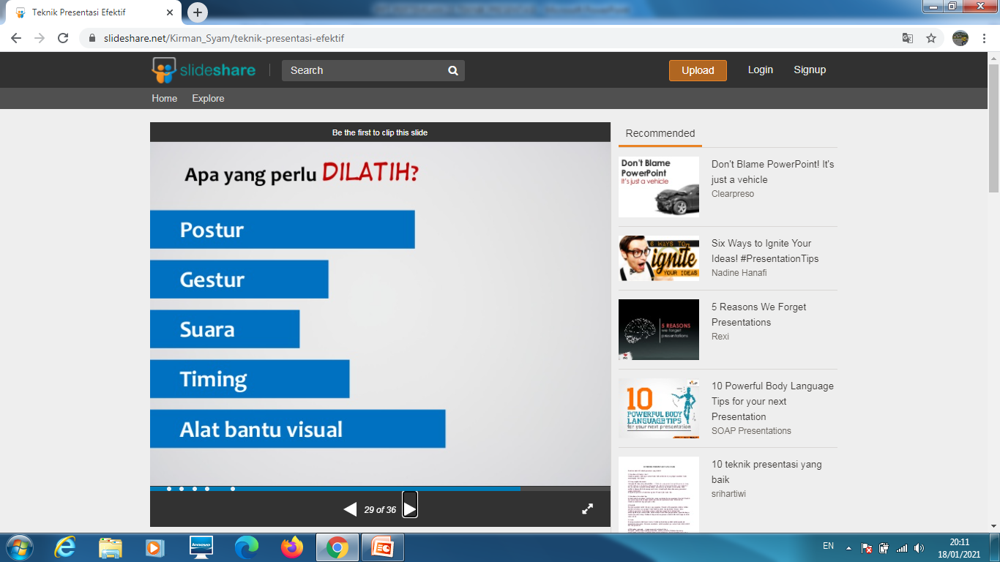 Teknik Presentasi Efektif
slideshare.net/Kirman_Syam/teknik-presentasi-efektif
slideshare
Search
Upload
Login
Signup
Home
Explore
Be the first to clip this slide
Apa yang perlu DILATIH?
Postur
Gestur
Suara
Timing
Alat bantu visual
29 of 36
Recommended
Don't Blame
PowerPoint
It's just a vehicle
Don't Blame PowerPoint! It's
just a vehicle
Clearpreso
6 WAYS TO
ignite
YOUR IDEAS
Six Ways to Ignite Your
Ideas! #PresentationTips
Nadine Hanafi
5 REASONS
we forget
presentations
5 Reasons We Forget
Presentations
Rexi
10
POWERFUL BODY
LANGUAGE TIPS
for your next presentation
10 Powerful Body Language
Tips for your next
Presentation
SOAP Presentations
10 teknik presentasi yang
baik
srihartiwi
lenovo
EN
20:11
18/01/2021